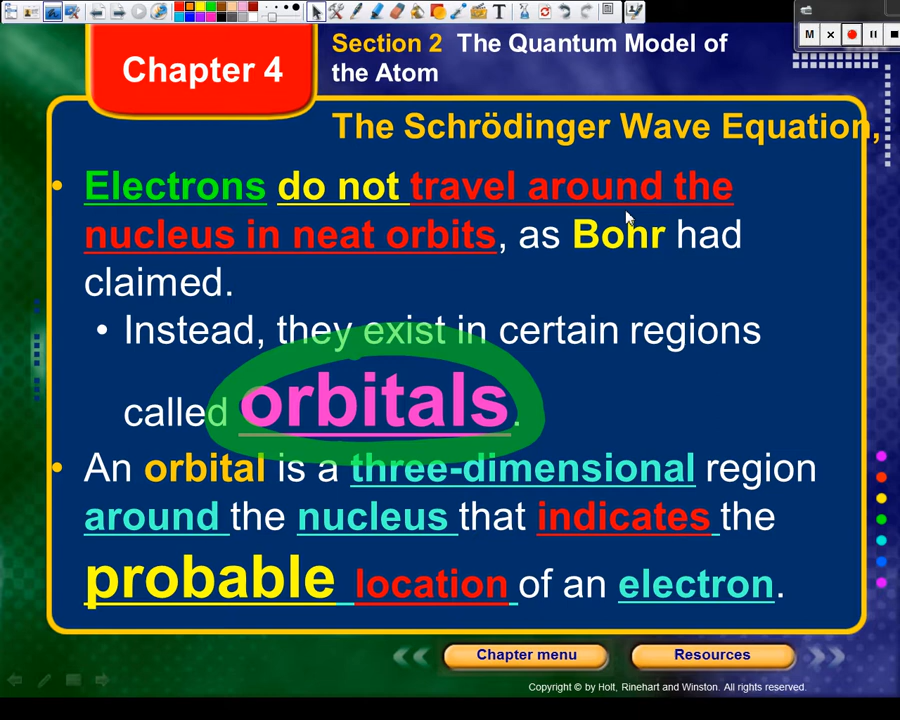 M
Chapter 4
Section 2 The Quantum Model of
the Atom
The Schrödinger Wave Equation,
• Electrons do not travel around the
nucleus in neat orbits, as Bohr had
claimed.
• Instead, they exist in certain regions
called orbitals.
• An orbital is a three-dimensional region
around the nucleus that indicates the
probable location of an electron.
Chapter menu
Resources
Copyright © by Holt, Rinehart and Winston. All rights reserved.